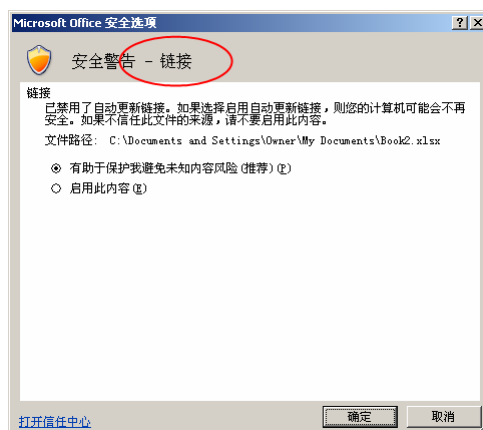 Microsoft Office 安全选项
安全警告 - 链接
链接
已禁用了自动更新链接。如果选择启用自动更新链接，则您的计算机可能会不再
安全。如果不信任此文件的来源，请不要启用此内容。
文件路径: C:\Documents and Settings\Owner\My Documents\Book2.xlsx
有助于保护我避免未知内容风险(推荐)(P)
启用此内容(E)
打开信任中心
确定
取消